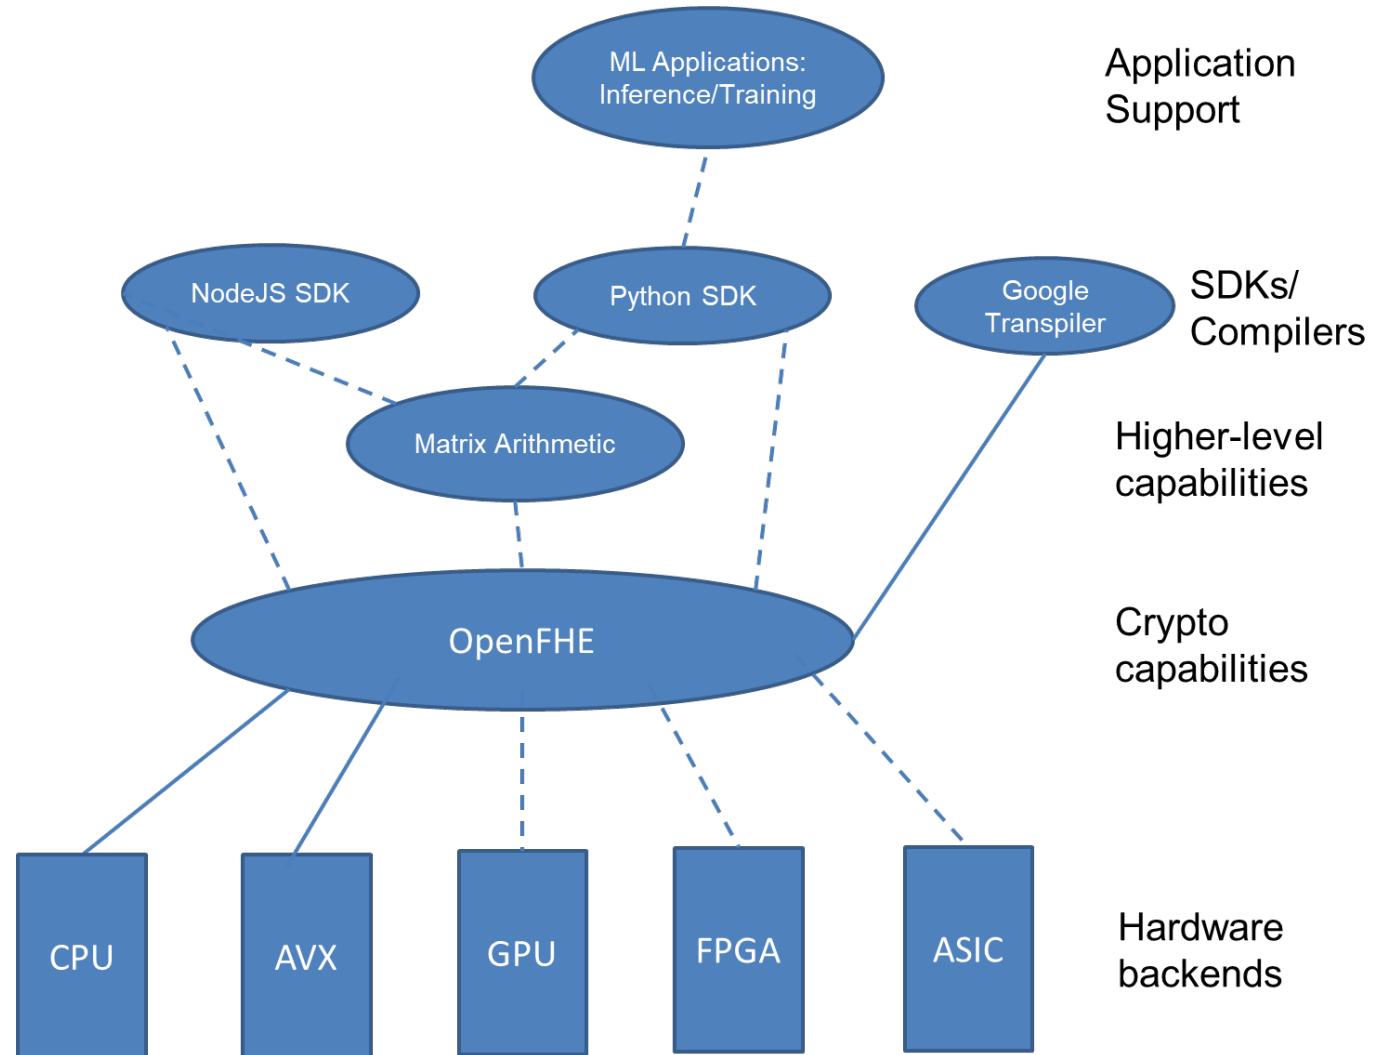 ML Applications:
Inference/Training
Application
Support
NodeJS SDK
Python SDK
Google
Transpiler
SDKs/
Compilers
Matrix Arithmetic
Higher-level
capabilities
OpenFHE
Crypto
capabilities
CPU
AVX
GPU
FPGA
ASIC
Hardware
backends